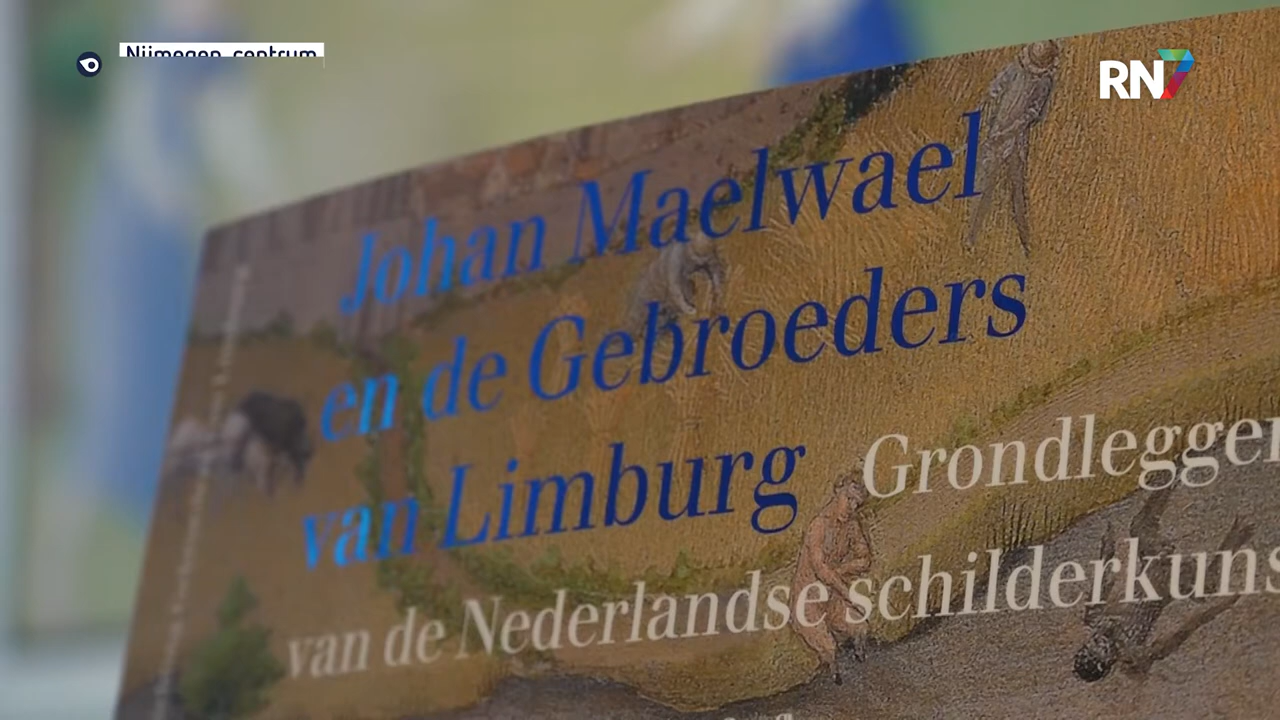 Nijmegen, centrum
RN7
Johan Maelwael
en de Gebroeders
van Limburg Grondlegger
van de Nederlandse schilderkuns